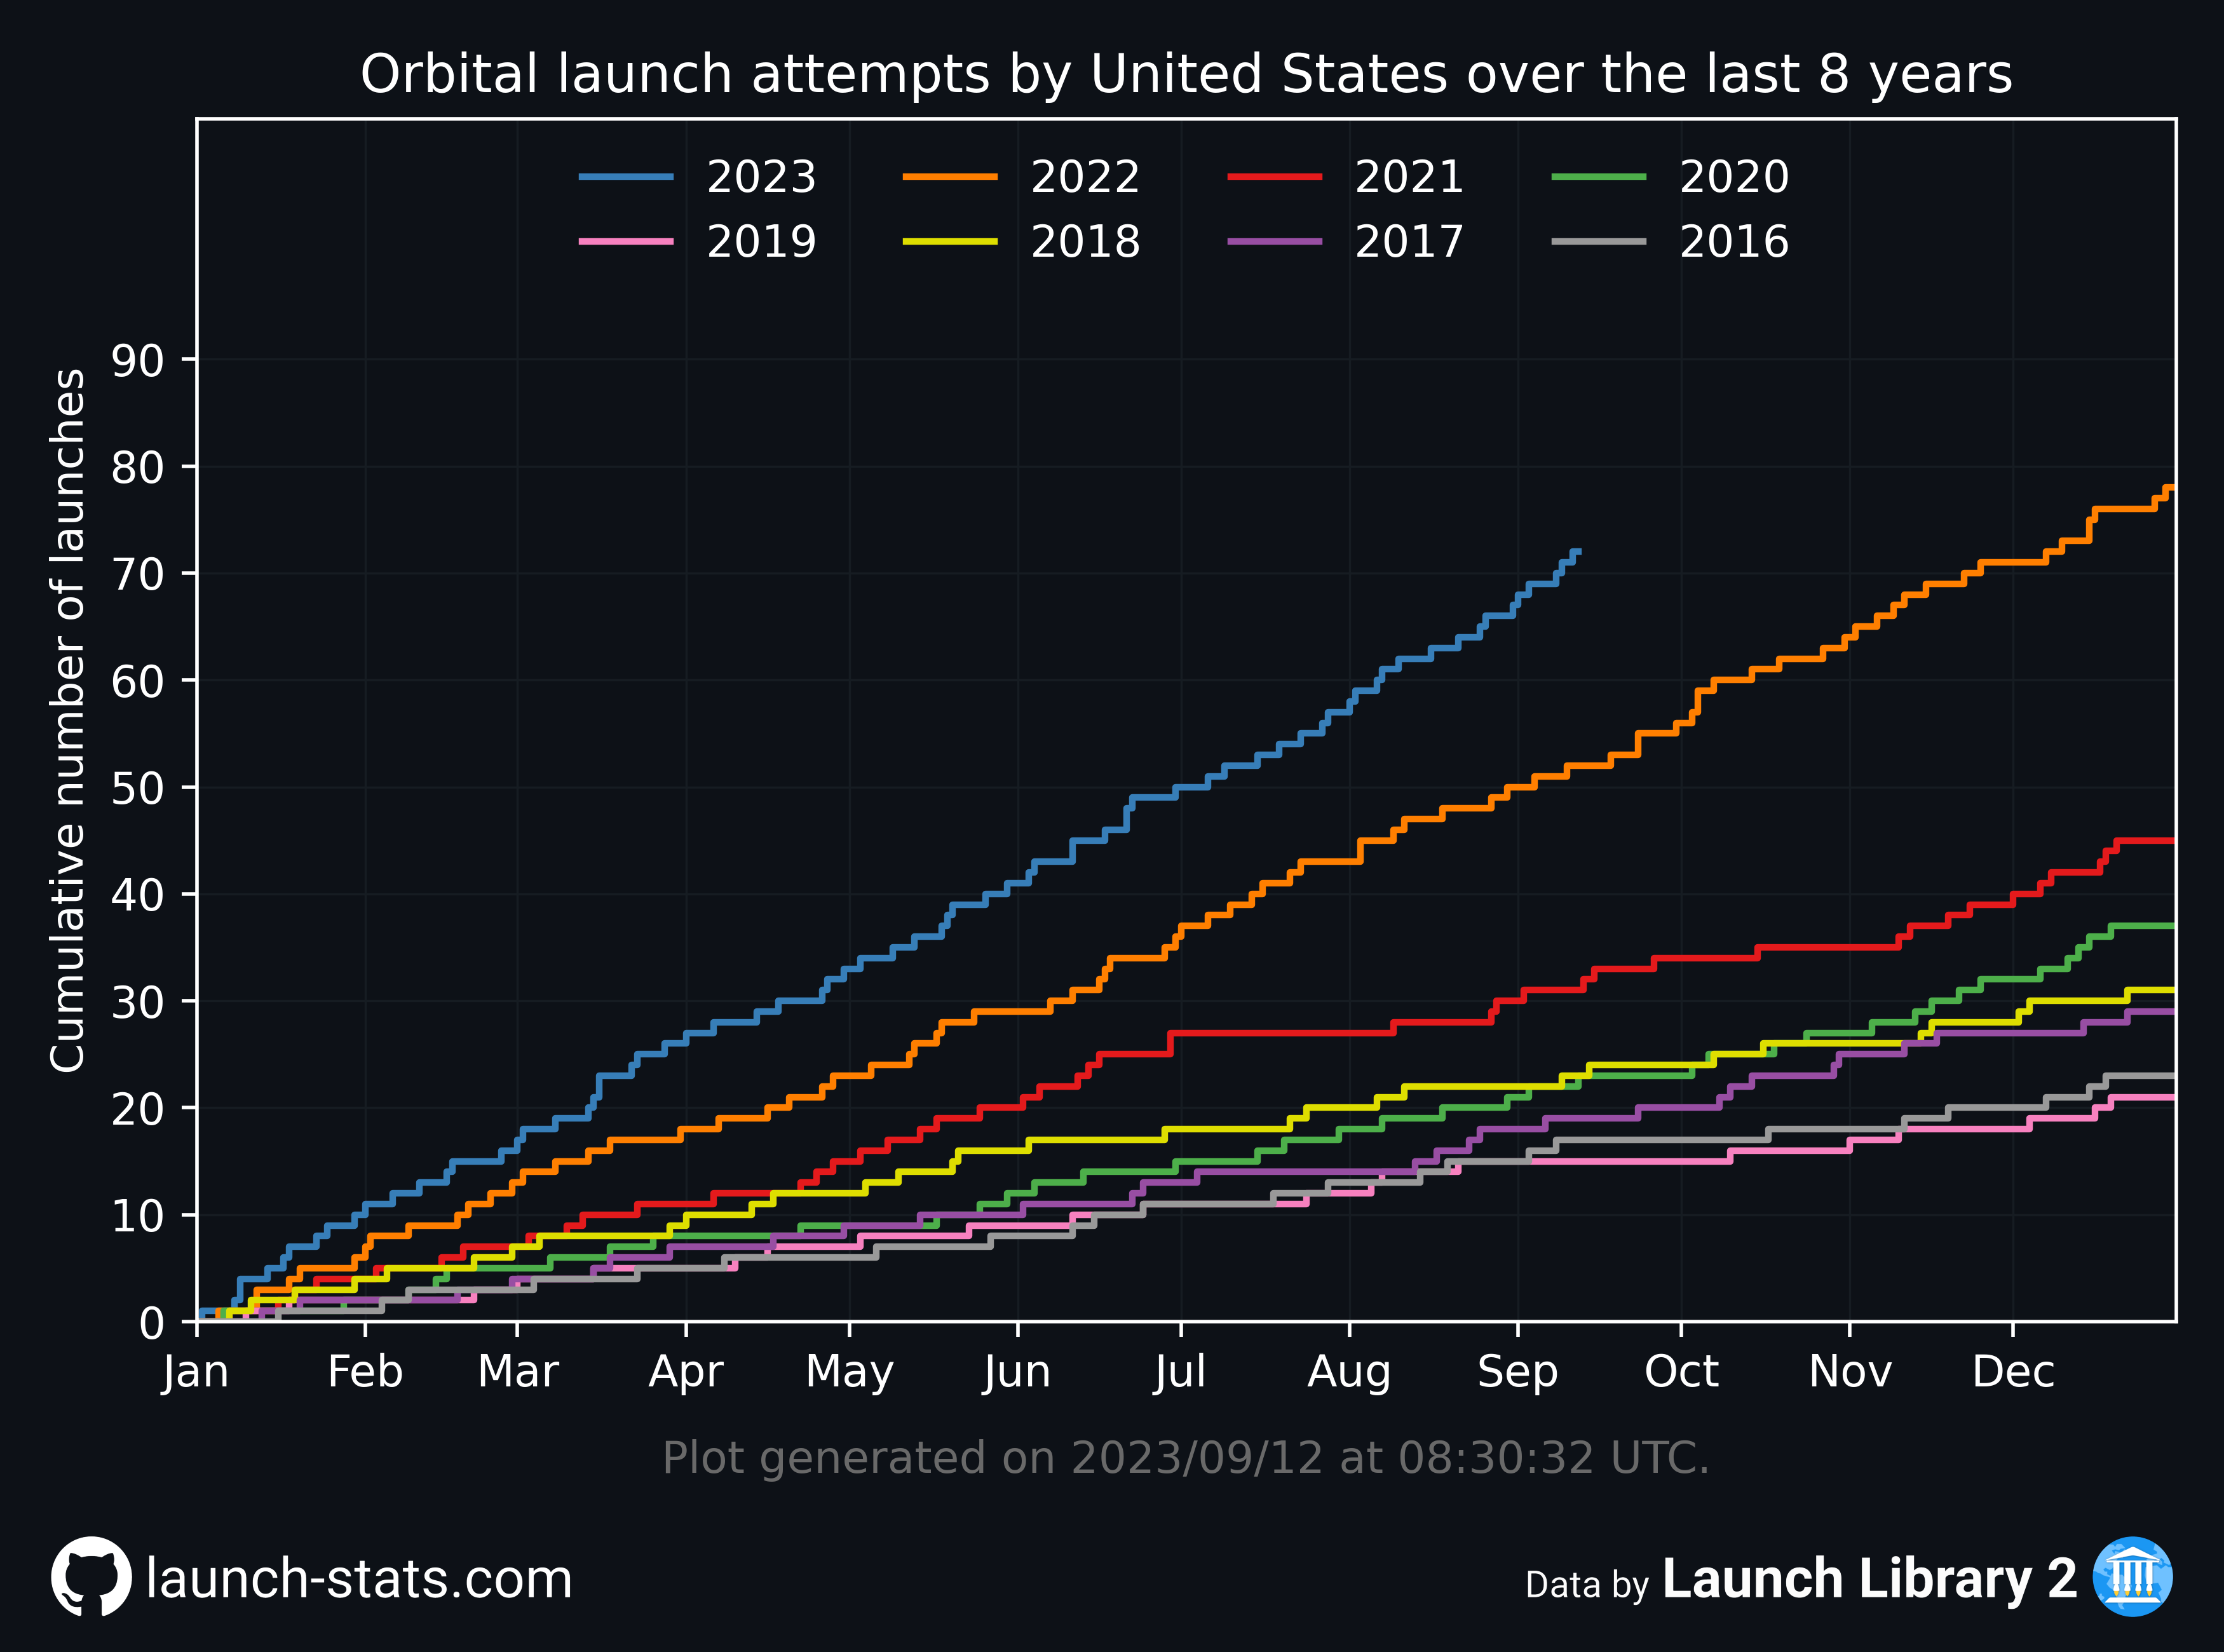 Orbital launch attempts by United States over the last 8 years
2023 2022 2021 2020
2019 2018 2017 2016
Cumulative number of launches
90
80
70
60
50
40
30
20
10
0
Jan Feb Mar Apr May Jun Jul Aug Sep Oct Nov Dec
Plot generated on 2023/09/12 at 08:30:32 UTC.
launch-stats.com
Data by Launch Library 2